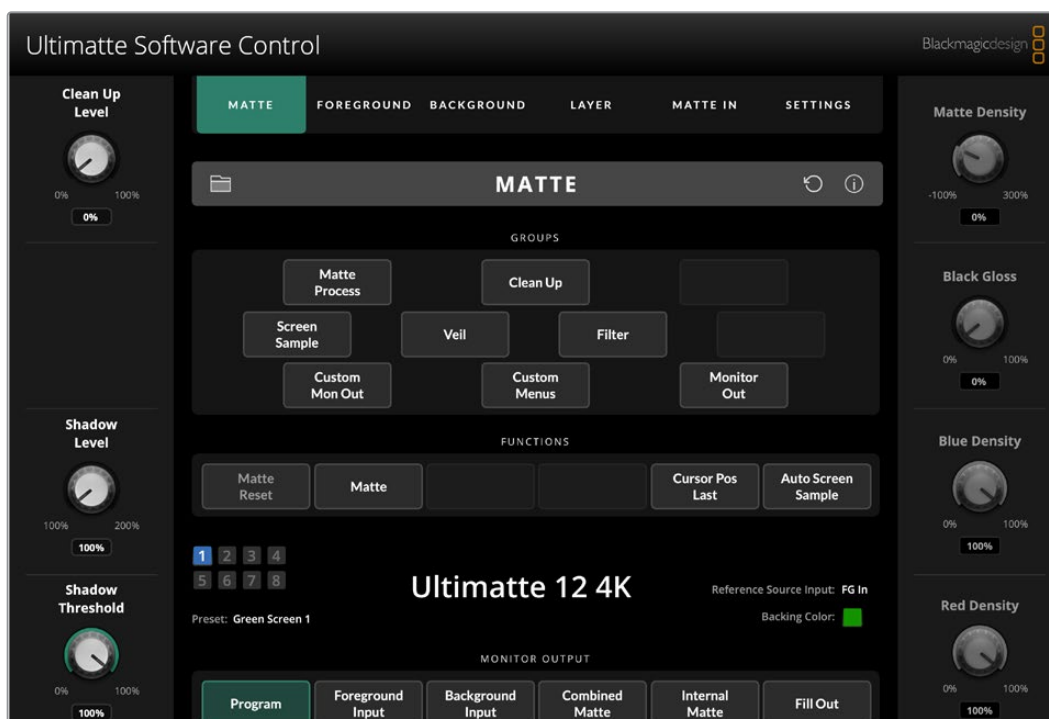 Ultimatte Software Control
Blackmagicdesign
MATTE FOREGROUND BACKGROUND LAYER MATTE IN SETTINGS
Clean Up
Level
0% 100%
0%
Shadow
Level
100% 200%
100%
Shadow
Threshold
0% 100%
100%
MATTE
GROUPS
Matte
Process
Clean Up
Screen
Sample
Veil
Filter
Custom
Mon Out
Custom
Menus
Monitor
Out
FUNCTIONS
Matte
Reset
Matte
Cursor Pos
Last
Auto Screen
Sample
1 2 3 4
5 6 7 8
Preset: Green Screen 1
Ultimatte 12 4K
Reference Source Input: FG In
Backing Color:
MONITOR OUTPUT
Program
Foreground
Input
Background
Input
Combined
Matte
Internal
Matte
Fill Out
Matte Density
-100% 300%
0%
Black Gloss
0% 100%
0%
Blue Density
0% 100%
100%
Red Density
0% 100%
100%